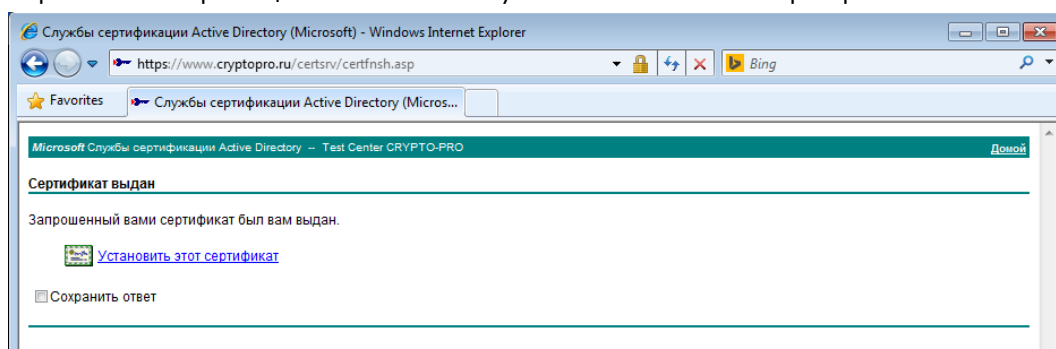 Службы сертификации Active Directory (Microsoft) - Windows Internet Explorer
https://www.cryptopro.ru/certsrv/certfnsh.asp
Bing
Favorites
Службы сертификации Active Directory (Micros...
Microsoft Службы сертификации Active Directory -- Test Center CRYPTO-PRO
Домой
Сертификат выдан
Запрошенный вами сертификат был вам выдан.
Установить этот сертификат
Сохранить ответ